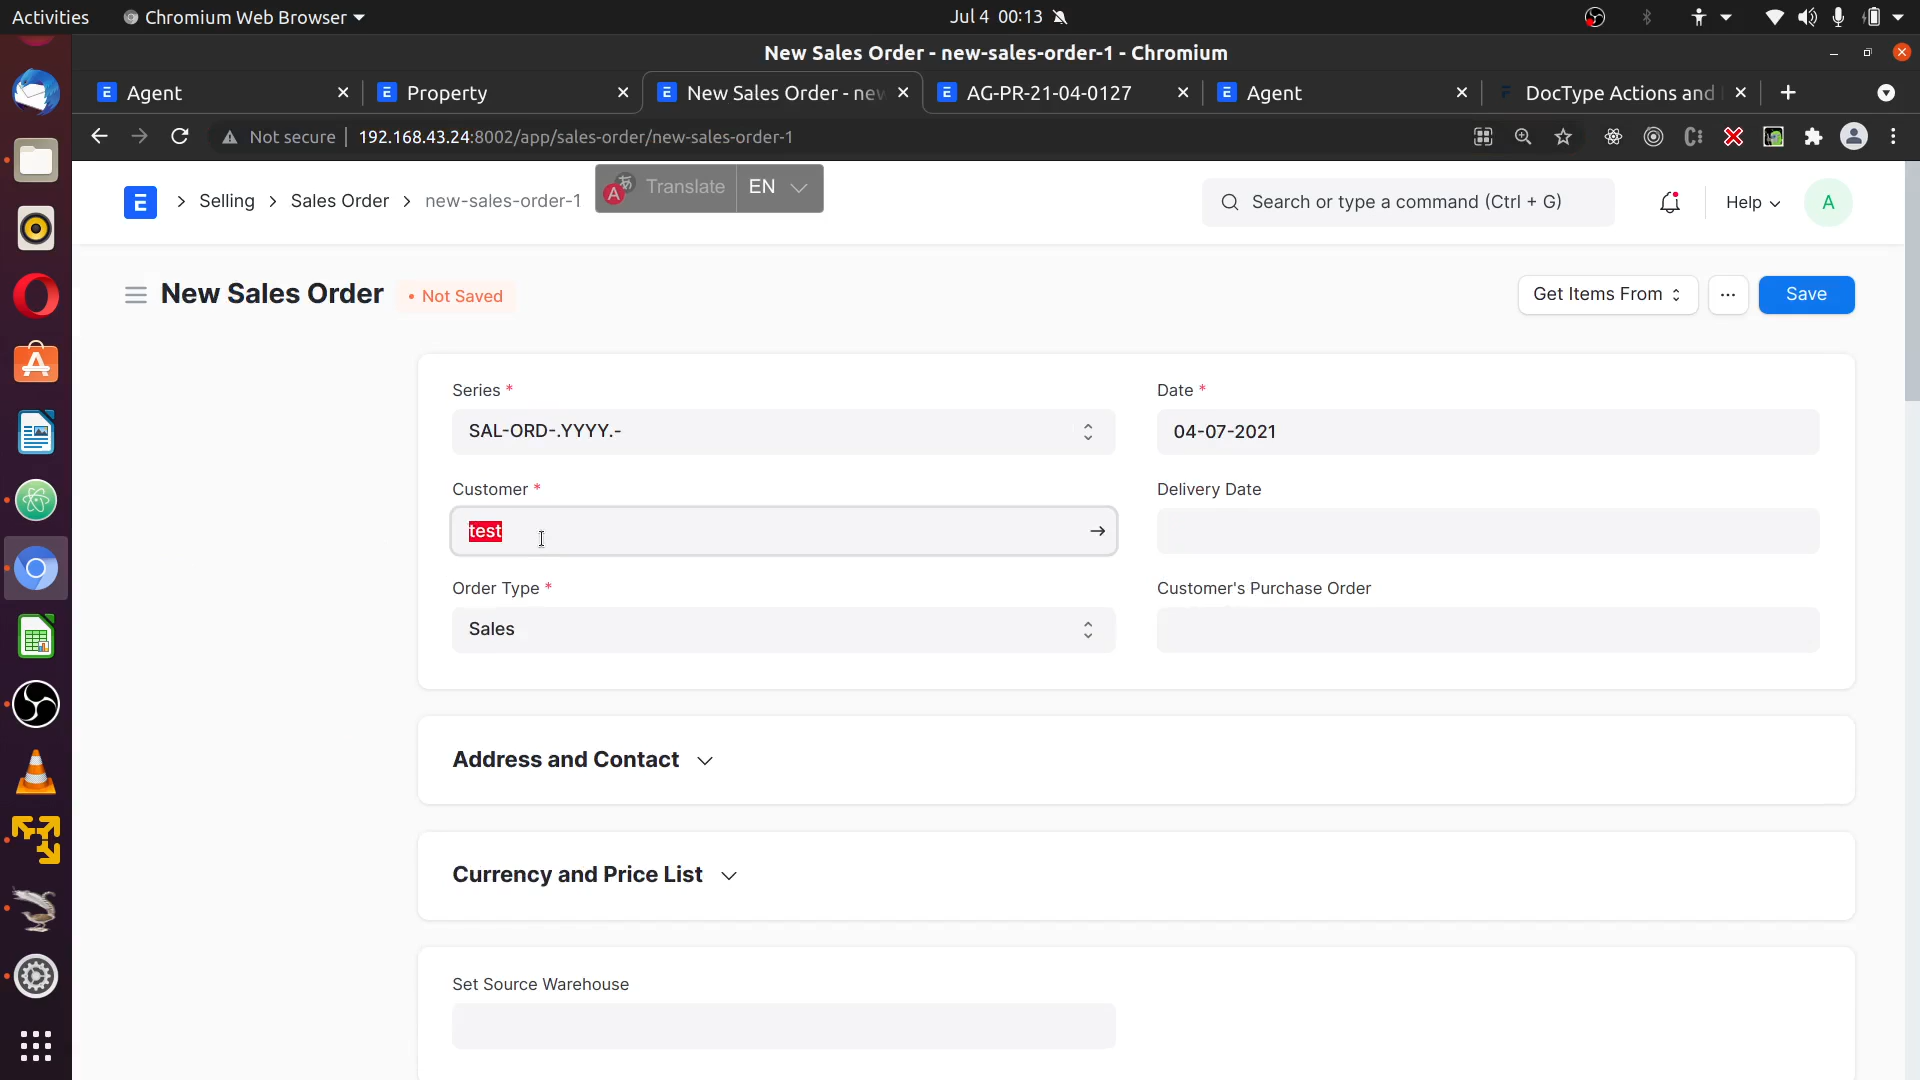 Activities Chromium Web Browser Jul 4 00:13
New Sales Order - new-sales-order-1 - Chromium
Agent Property New Sales Order - new AG-PR-21-04-0127 Agent DocType Actions and
Not secure 192.168.43.24:8002/app/sales-order/new-sales-order-1
E Selling Sales Order new-sales-order-1 Translate EN Search or type a command (Ctrl + G) Help A
New Sales Order • Not Saved Get Items From ... Save
Series * Date *
SAL-ORD-.YYYY.- 04-07-2021
Customer * Delivery Date
test
Order Type * Customer's Purchase Order
Sales
Address and Contact
Currency and Price List
Set Source Warehouse